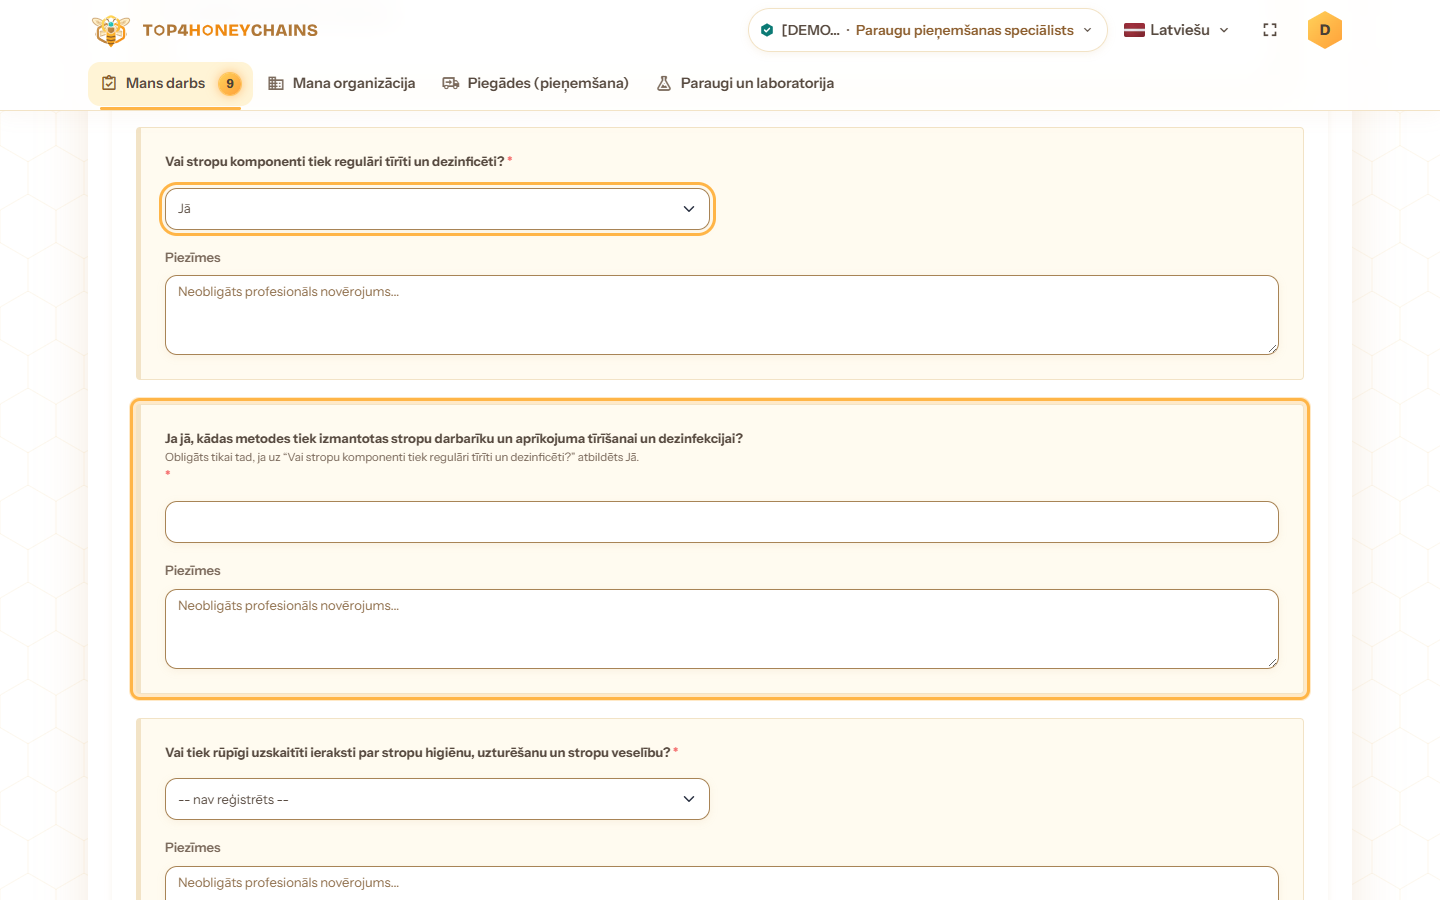 TOP4HONEYCHAINS
[DEMO... · Paraugu pieņemšanas speciālists
Latviešu
D
Mans darbs 9
Mana organizācija
Piegādes (pieņemšana)
Paraugi un laboratorija
Vai stropu komponenti tiek regulāri tīrīti un dezinficēti? *
Jā
Piezīmes
Neobligāts profesionāls novērojums...
Ja jā, kādas metodes tiek izmantotas stropu darbarīku un aprīkojuma tīrīšanai un dezinfekcijai?
Obligāts tikai tad, ja uz “Vai stropu komponenti tiek regulāri tīrīti un dezinficēti?” atbildēts Jā.
*
Piezīmes
Neobligāts profesionāls novērojums...
Vai tiek rūpīgi uzskaitīti ieraksti par stropu higiēnu, uzturēšanu un stropu veselību? *
-- nav reģistrēts --
Piezīmes
Neobligāts profesionāls novērojums...